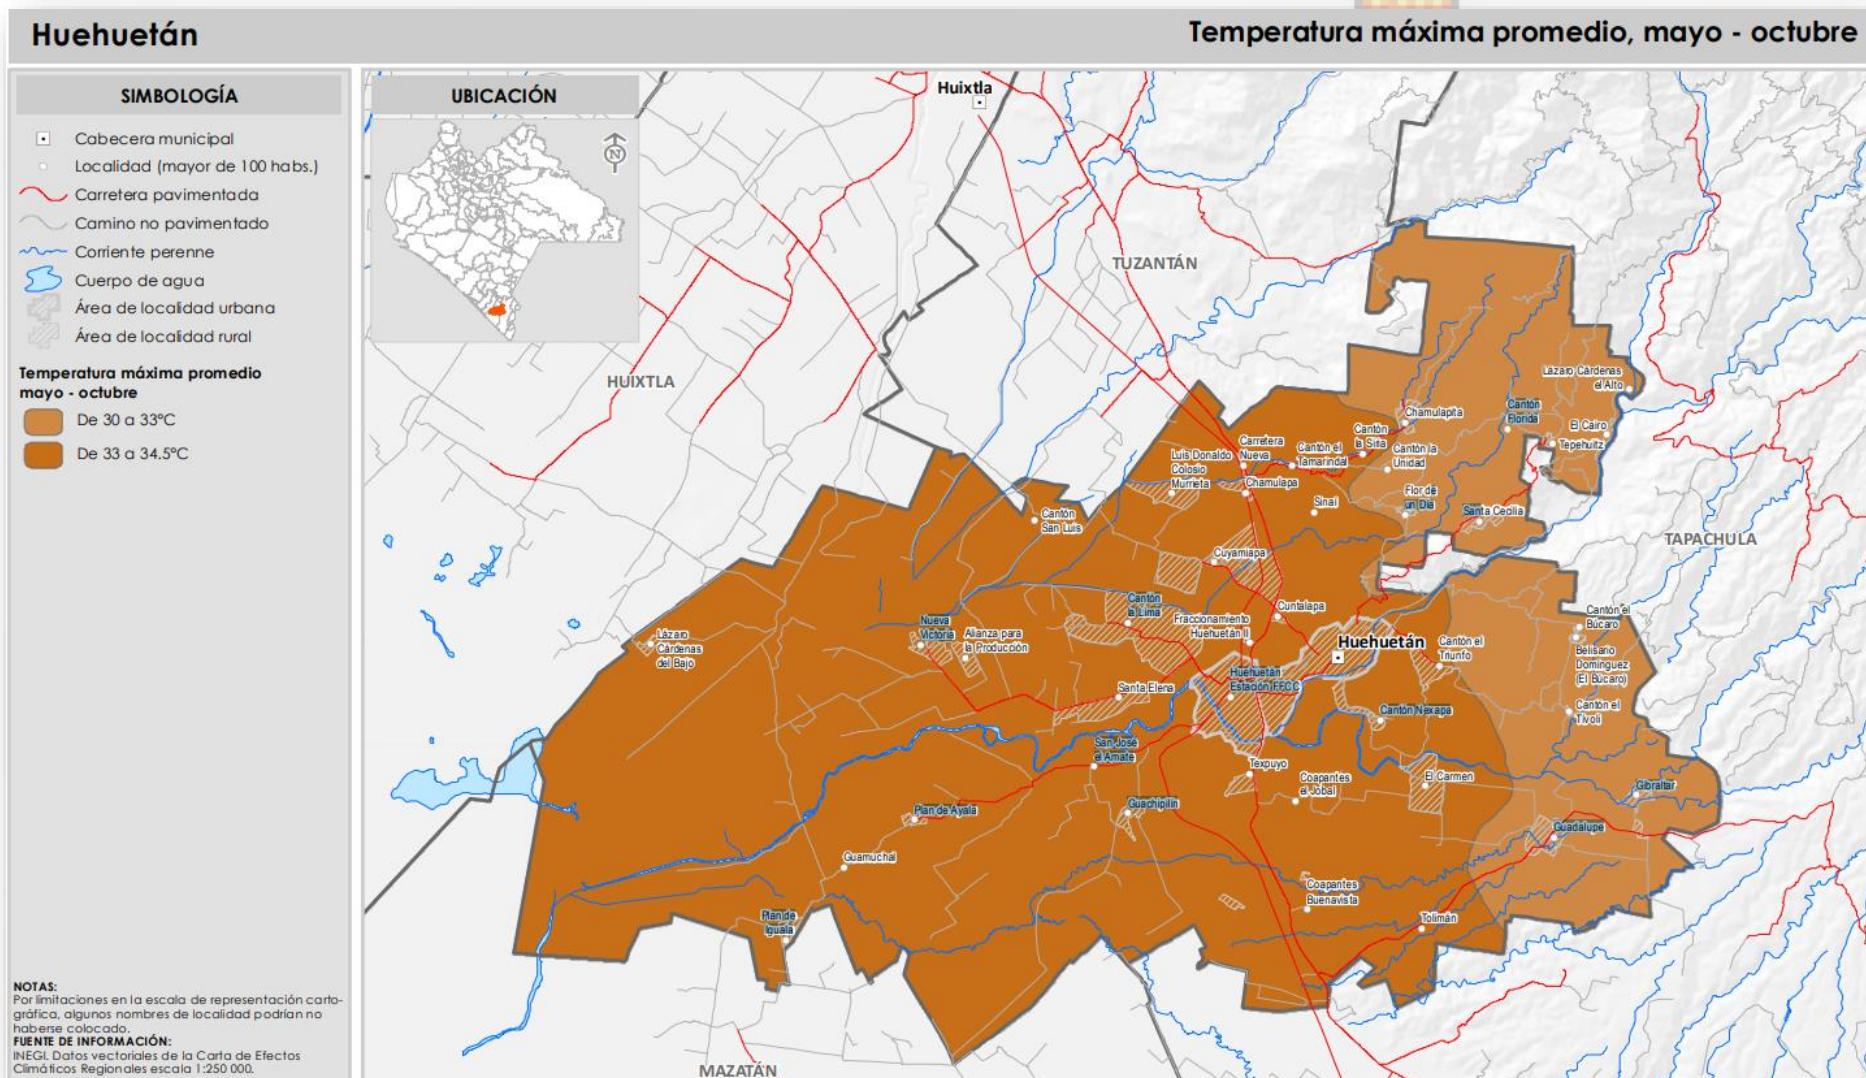 Huehuetán
Temperatura máxima promedio, mayo - octubre
SIMBOLOGÍA
Cabecera municipal
Localidad (mayor de 100 habs.)
Carretera pavimentada
Camino no pavimentado
Corriente perenne
Cuerpo de agua
Área de localidad urbana
Área de localidad rural
Temperatura máxima promedio
mayo - octubre
De 30 a 33°C
De 33 a 34.5°C
NOTAS:
Por limitaciones en la escala de representación carto-
gráfica, algunos nombres de localidad podrían no
haberse colocado.
FUENTE DE INFORMACIÓN:
INEGI. Datos vectoriales de la Carta de Efectos
Climáticos Regionales escala 1:250 000.
UBICACIÓN
N
Huixtla
TUZANTÁN
HUIXTLA
Lázaro Cárdenas
el Alto
Cantón
Florida
Chamulapita
El Cairo
Tepehuitz
Cantón
la Siria
Carretera
Nueva
Cantón el
Tamarindal
Cantón la
Unidad
Luis Donaldo
Colosio
Murrieta
Chamulapa
Sinaí
Flor de
un Día
Santa Cecilia
Cantón
San Luis
TAPACHULA
Cuyamiapa
Cantón
la Lima
Cuntalapa
Fraccionamiento
Huehuetán II
Cantón el
Búcaro
Nueva
Victoria
Alianza para
la Producción
Lázaro
Cárdenas
del Bajo
Huehuetán
Cantón el
Triunfo
Belisario
Domínguez
(El Búcaro)
Huehuetán
Estación FFCC
Santa Elena
Cantón Nexapa
Cantón el
Tívoli
San José
el Amate
Texpuyo
Coapantes
el Jobal
El Carmen
Gibraltar
Plan de Ayala
Guachipilín
Guadalupe
Guamuchal
Coapantes
Buenavista
Plan de
Iguala
Tolimán
MAZATÁN